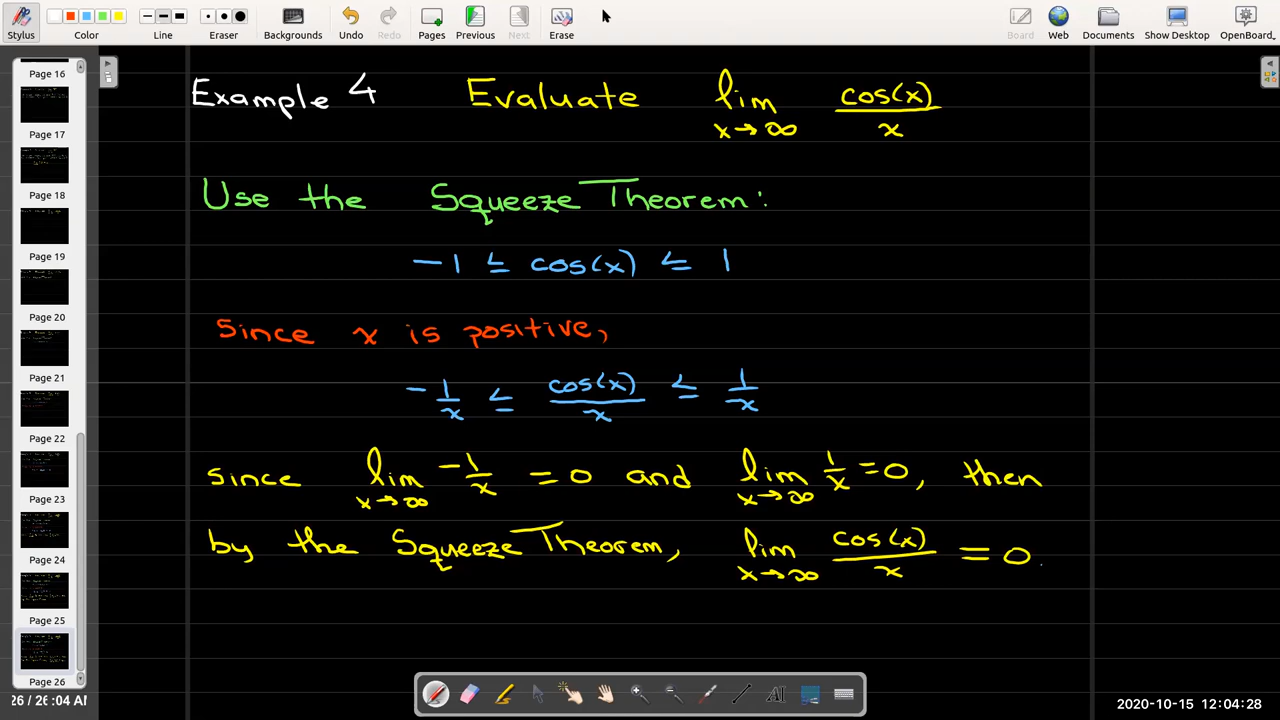 Stylus Color Line Eraser Backgrounds Undo Redo Pages Previous Next Erase Board Web Documents Show Desktop OpenBoard
Page 16
Page 17
Page 18
Page 19
Page 20
Page 21
Page 22
Page 23
Page 24
Page 25
Page 26
Example 4 Evaluate lim x→∞ cos(x)/x
Use the Squeeze Theorem:
-1 ≤ cos(x) ≤ 1
Since x is positive,
-1/x ≤ cos(x)/x ≤ 1/x
since lim x→∞ -1/x = 0 and lim x→∞ 1/x = 0, then
by the Squeeze Theorem, lim x→∞ cos(x)/x = 0.
2020-10-15 12:04:28